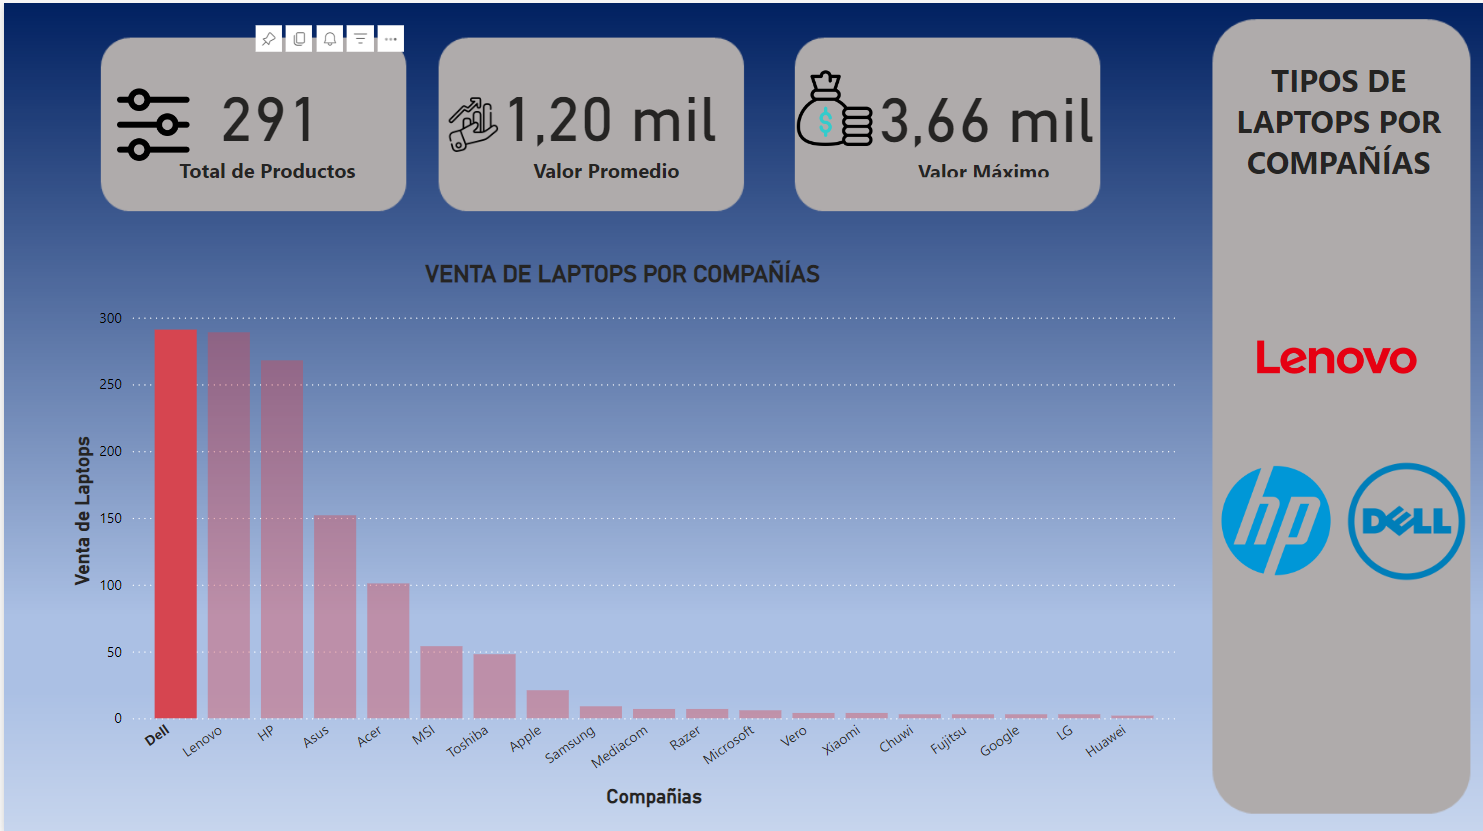 291
Total de Productos
1,20 mil
Valor Promedio
$
3,66 mil
Valor Máximo
TIPOS DE
LAPTOPS POR
COMPAÑÍAS
Lenovo
hp
DELL
VENTA DE LAPTOPS POR COMPAÑÍAS
Venta de Laptops
300
250
200
150
100
50
0
Dell
Lenovo
HP
Asus
Acer
MSI
Toshiba
Apple
Samsung
Mediacom
Razer
Microsoft
Vero
Xiaomi
Chuwi
Fujitsu
Google
LG
Huawei
Compañias